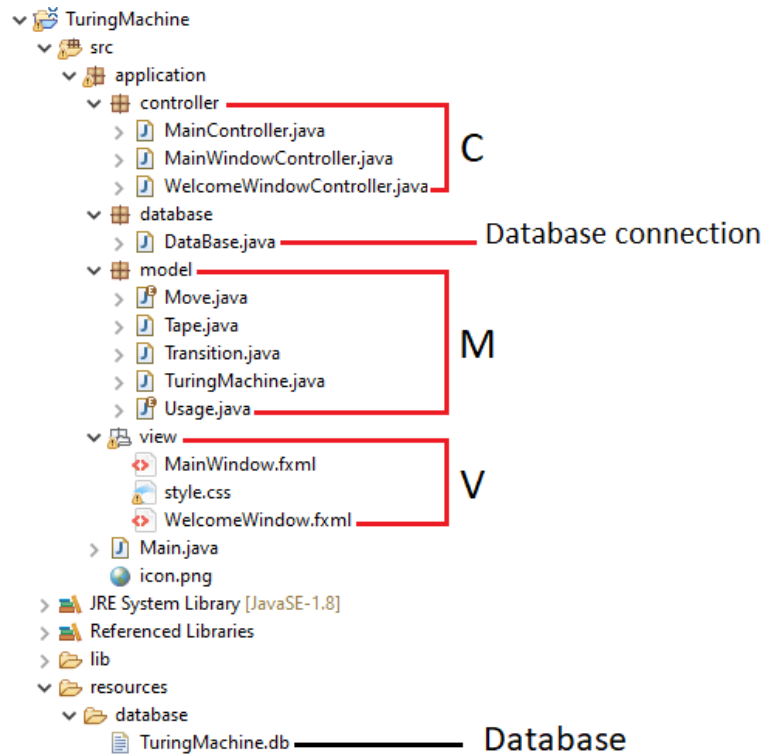 TuringMachine
src
application
controller
MainController.java
C
MainWindowController.java
WelcomeWindowController.java
database
DataBase.java
Database connection
model
Move.java
Tape.java
M
Transition.java
TuringMachine.java
Usage.java
view
MainWindow.fxml
V
style.css
WelcomeWindow.fxml
Main.java
icon.png
JRE System Library [JavaSE-1.8]
Referenced Libraries
lib
resources
database
TuringMachine.db
Database